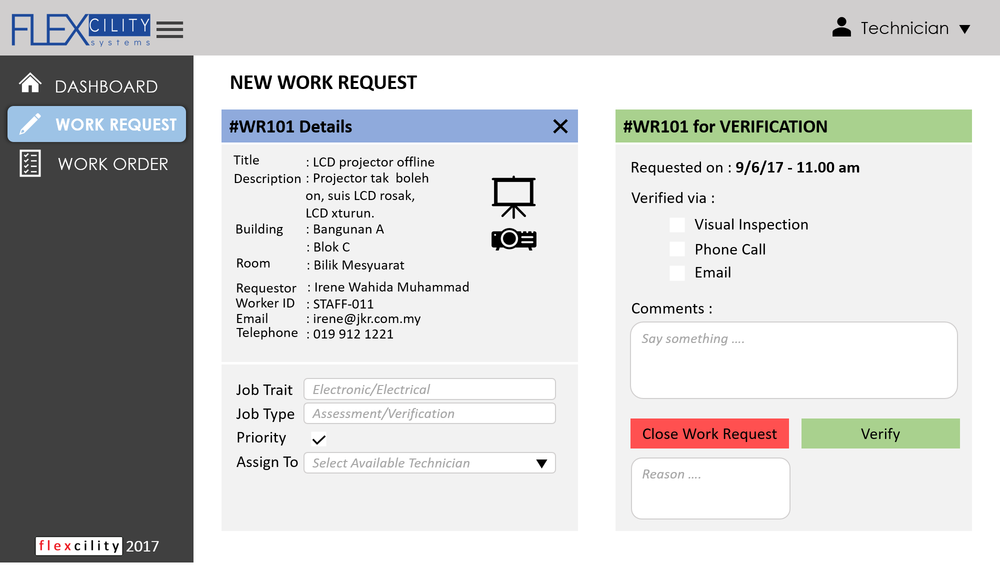 FLEXCILITY
systems
Technician
DASHBOARD
WORK REQUEST
WORK ORDER
flexcility 2017
NEW WORK REQUEST
#WR101 Details
Title : LCD projector offline
Description : Projector tak boleh
on, suis LCD rosak,
LCD xturun.
Building : Bangunan A
: Blok C
Room : Bilik Mesyuarat
Requestor : Irene Wahida Muhammad
Worker ID : STAFF-011
Email : irene@jkr.com.my
Telephone : 019 912 1221
Job Trait Electronic/Electrical
Job Type Assessment/Verification
Priority
Assign To Select Available Technician
#WR101 for VERIFICATION
Requested on : 9/6/17 - 11.00 am
Verified via :
Visual Inspection
Phone Call
Email
Comments :
Say something ....
Close Work Request
Verify
Reason ....